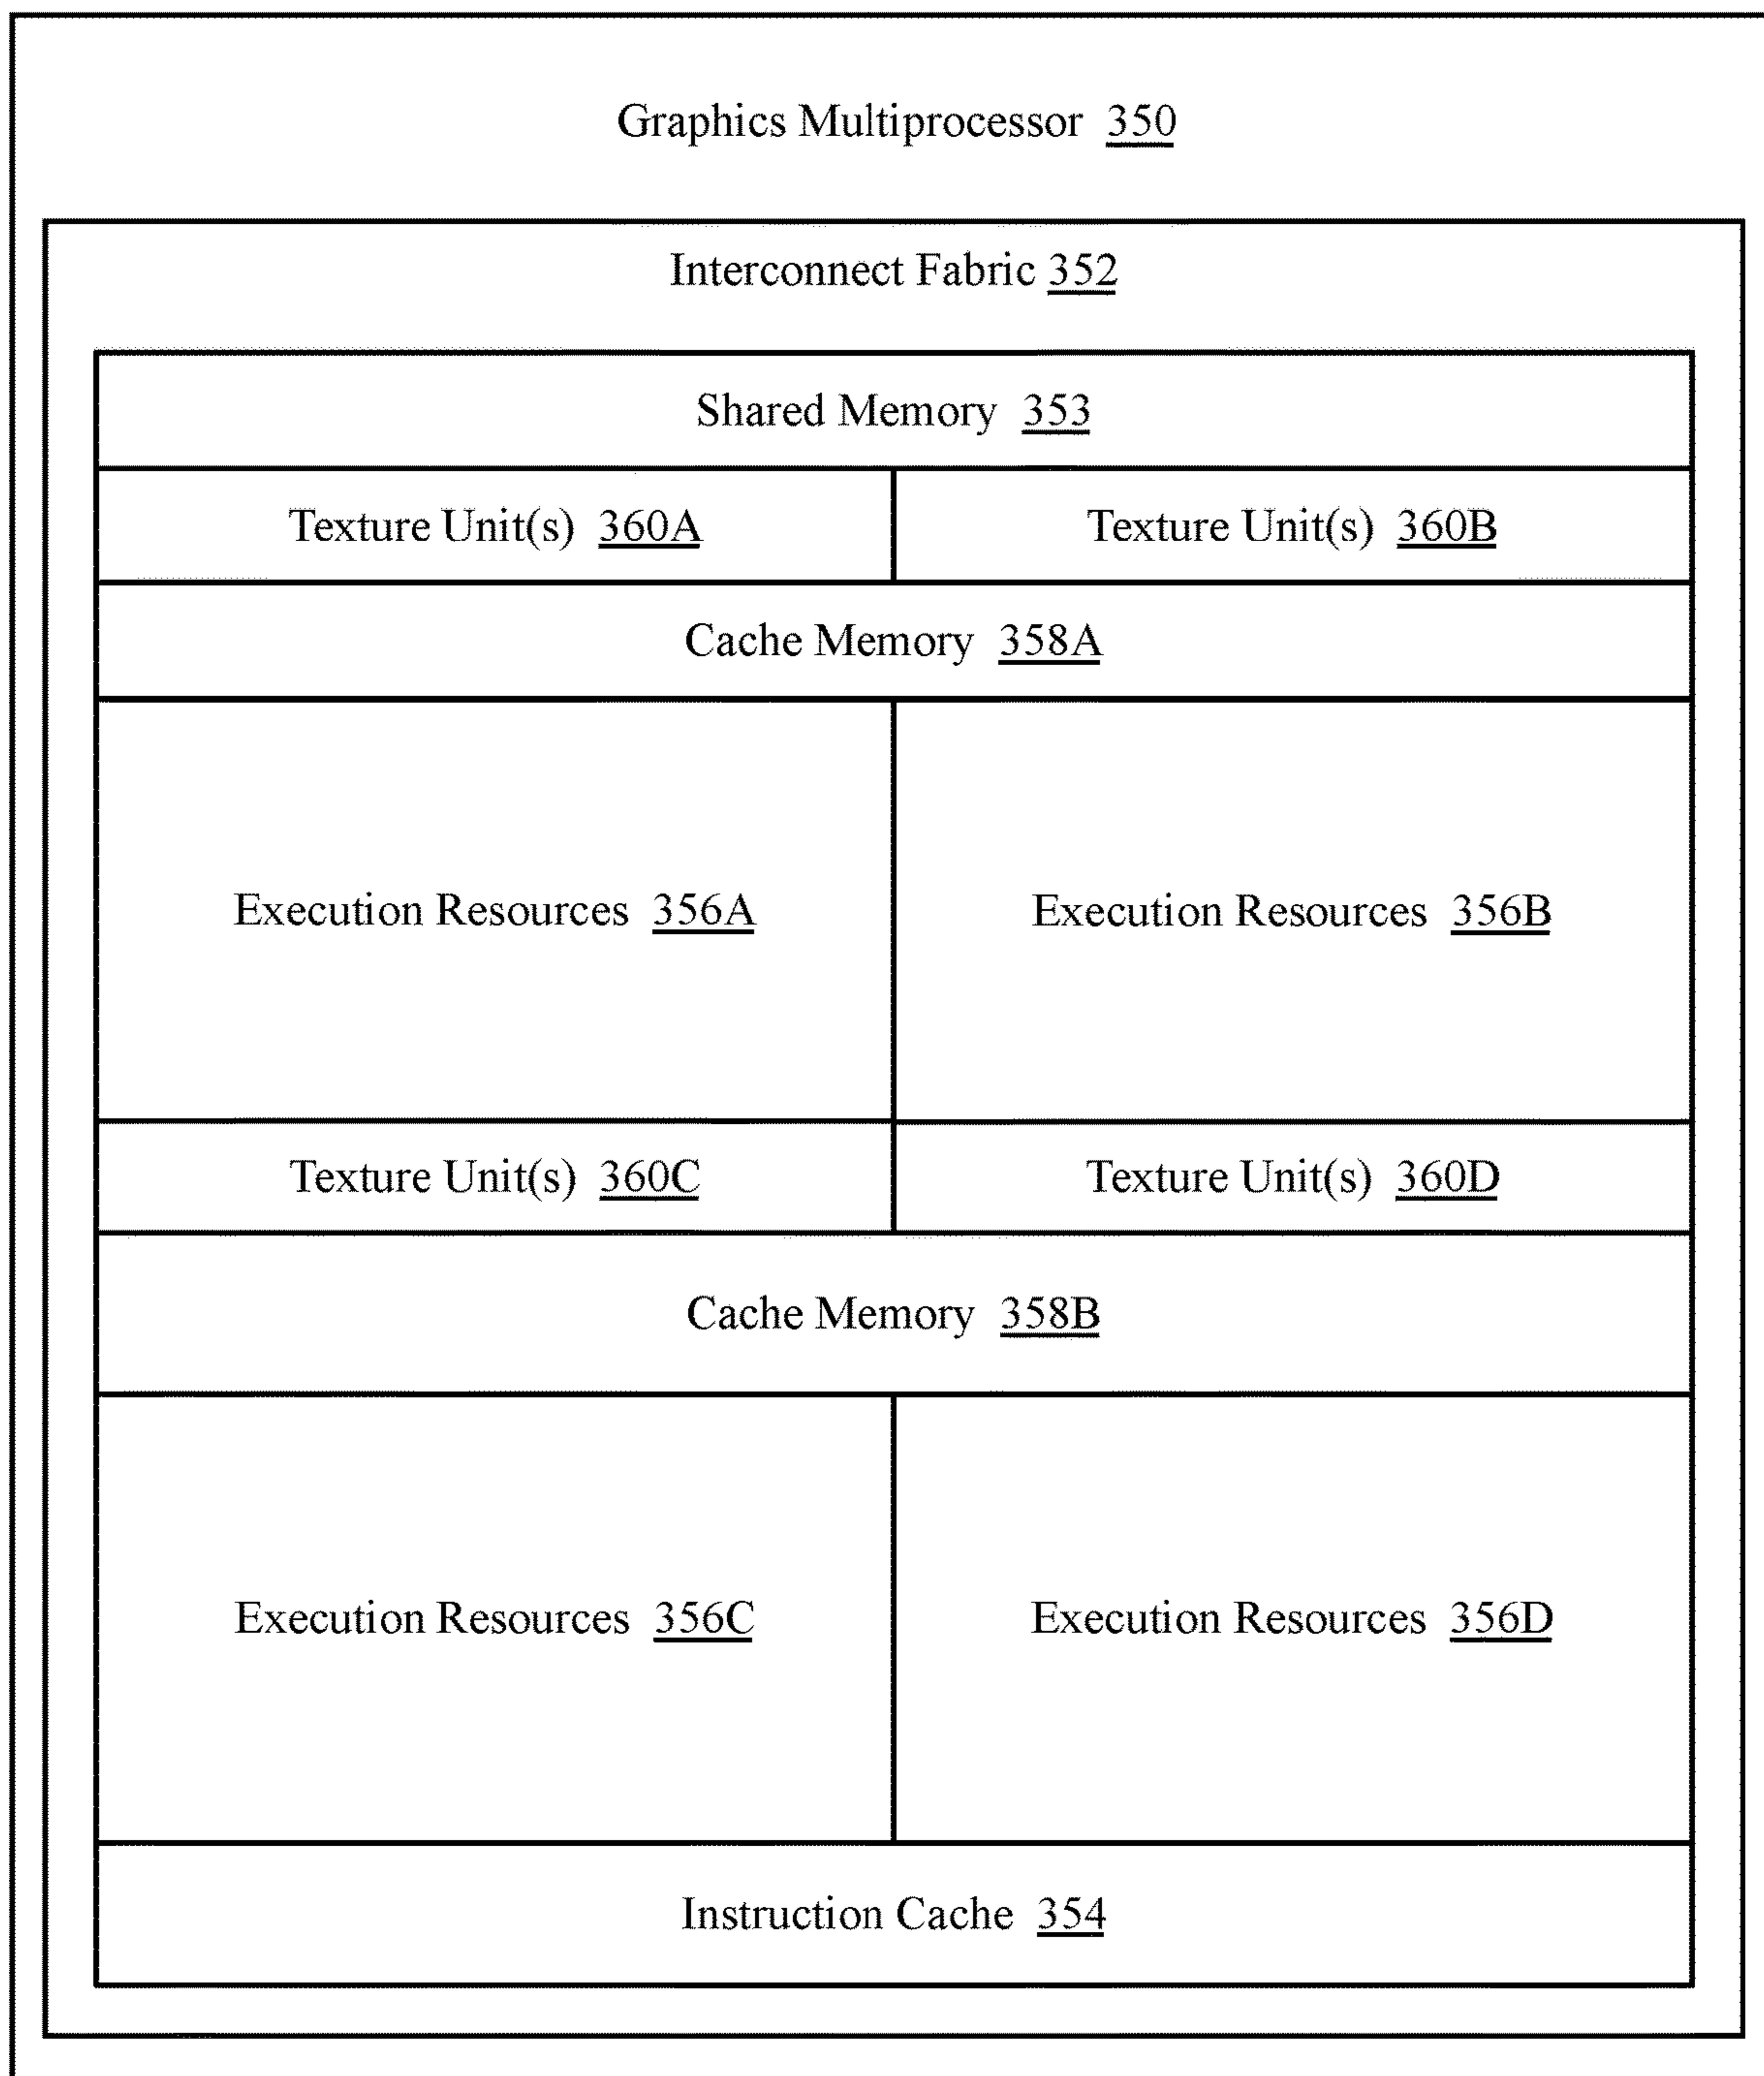 Graphics Multiprocessor 350
Interconnect Fabric 352
Shared Memory 353
Texture Unit(s) 360A
Texture Unit(s) 360B
Cache Memory 358A
Execution Resources 356A
Execution Resources 356B
Texture Unit(s) 360C
Texture Unit(s) 360D
Cache Memory 358B
Execution Resources 356C
Execution Resources 356D
Instruction Cache 354